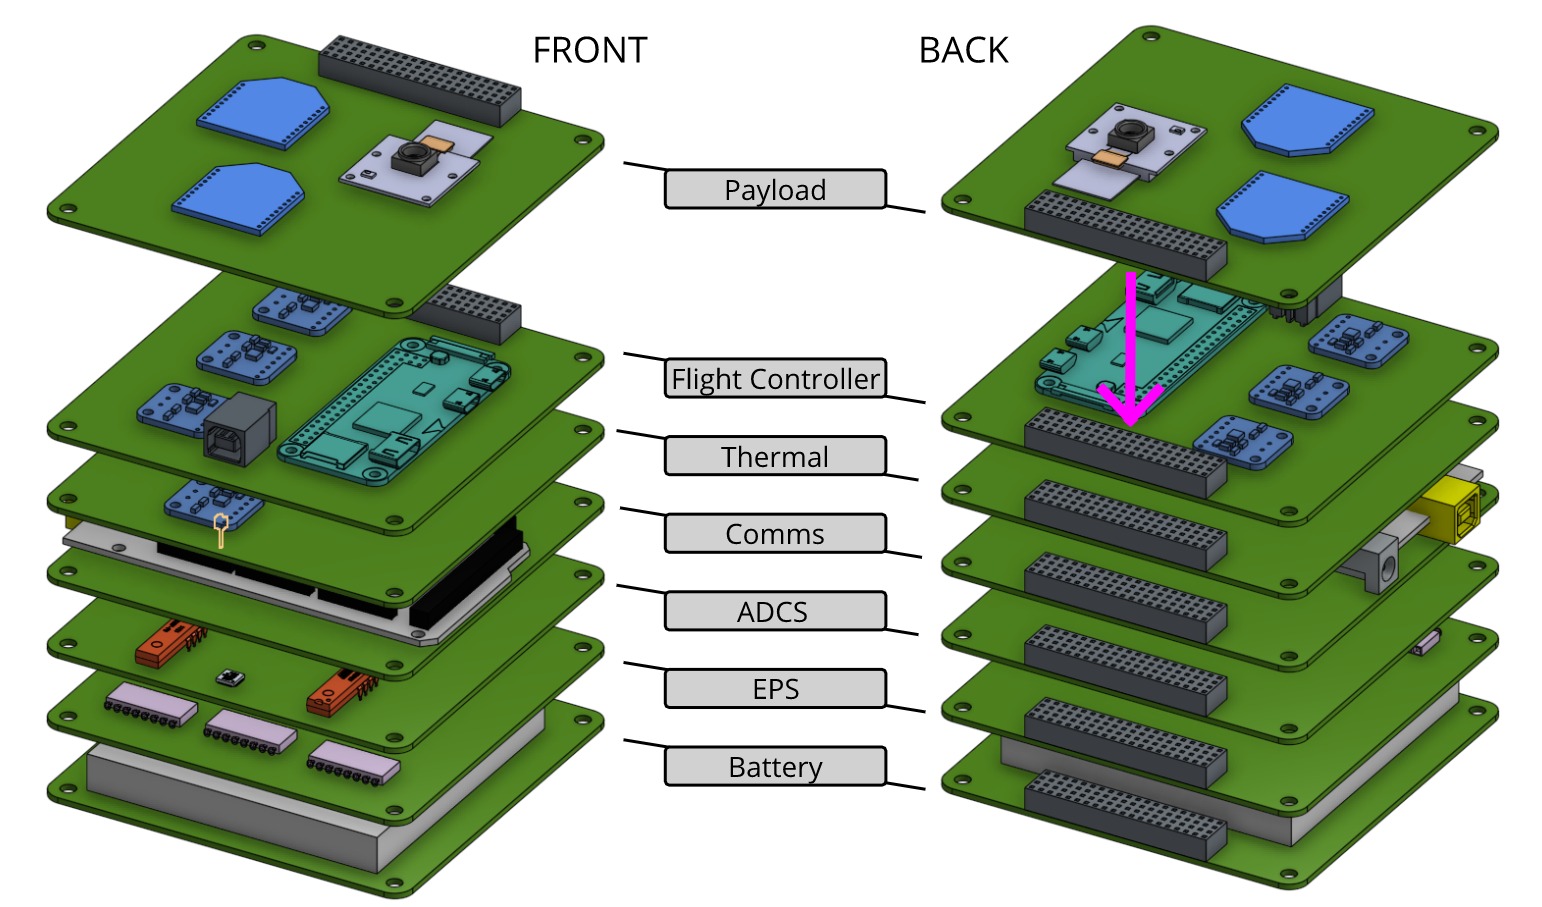 FRONT
BACK
Payload
Flight Controller
Thermal
Comms
ADCS
EPS
Battery